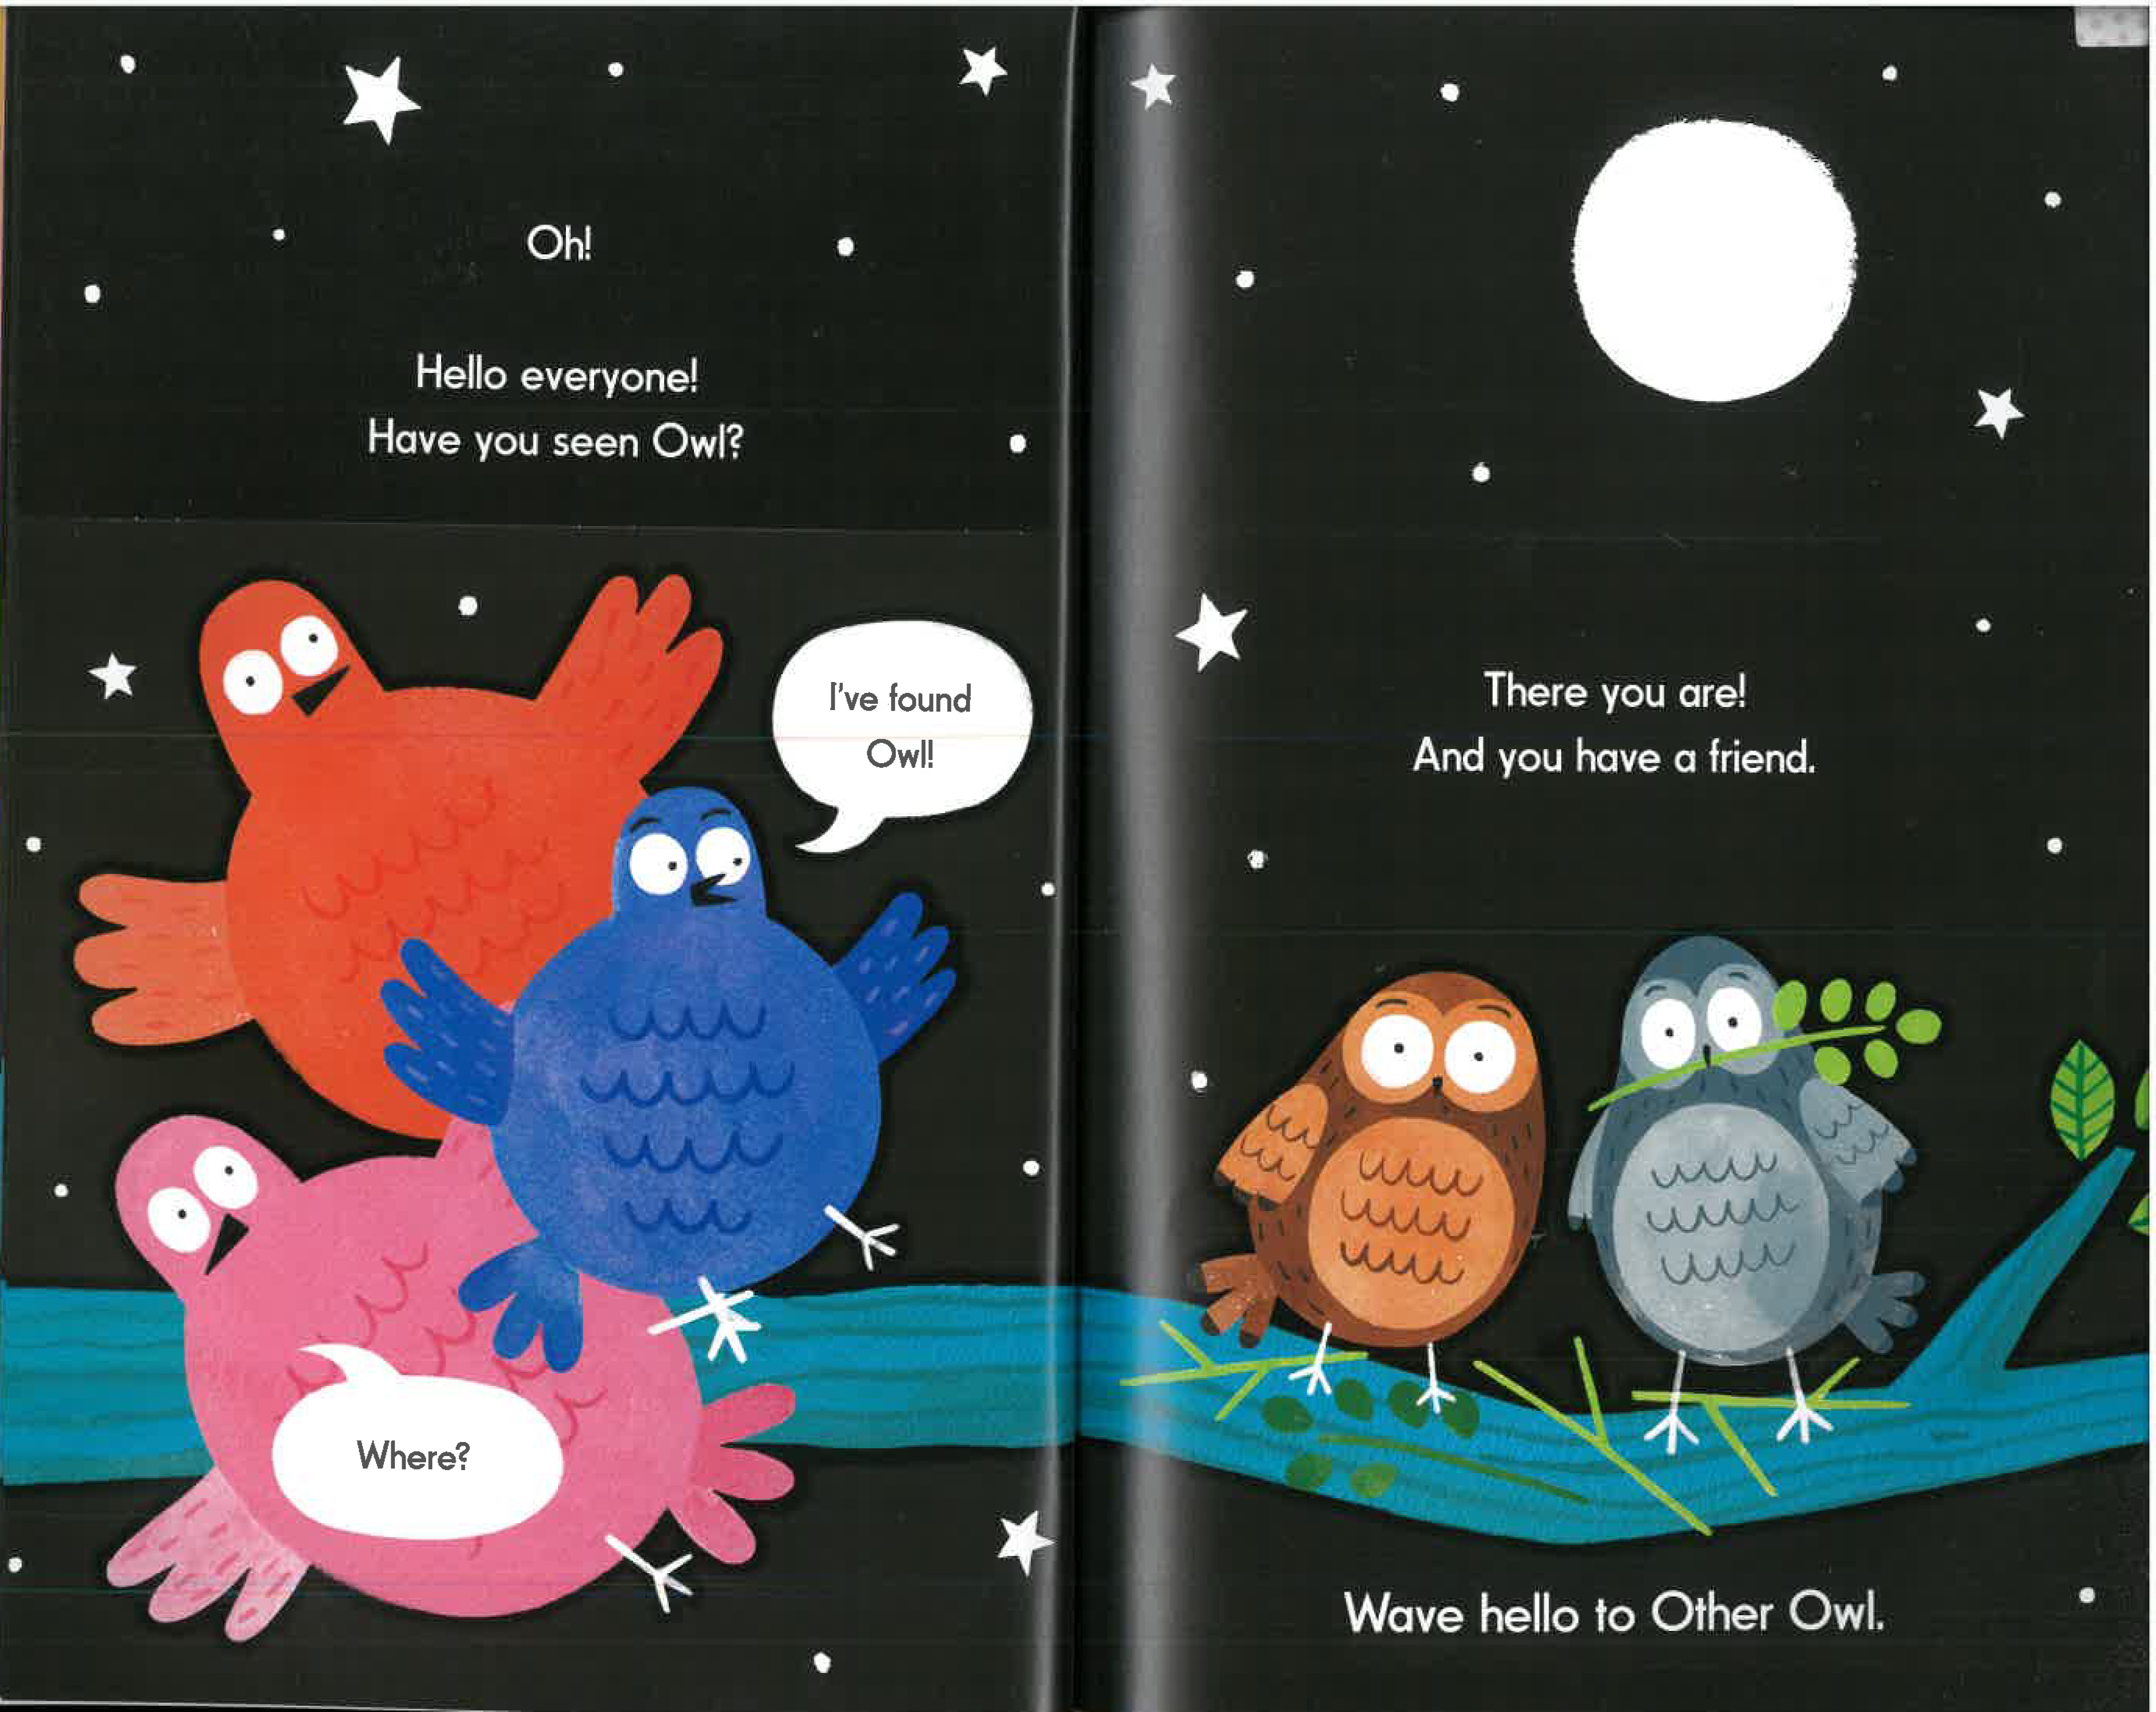 Oh!
Hello everyone!
Have you seen Owl?
I've found
Owl!
Where?
There you are!
And you have a friend.
Wave hello to Other Owl.